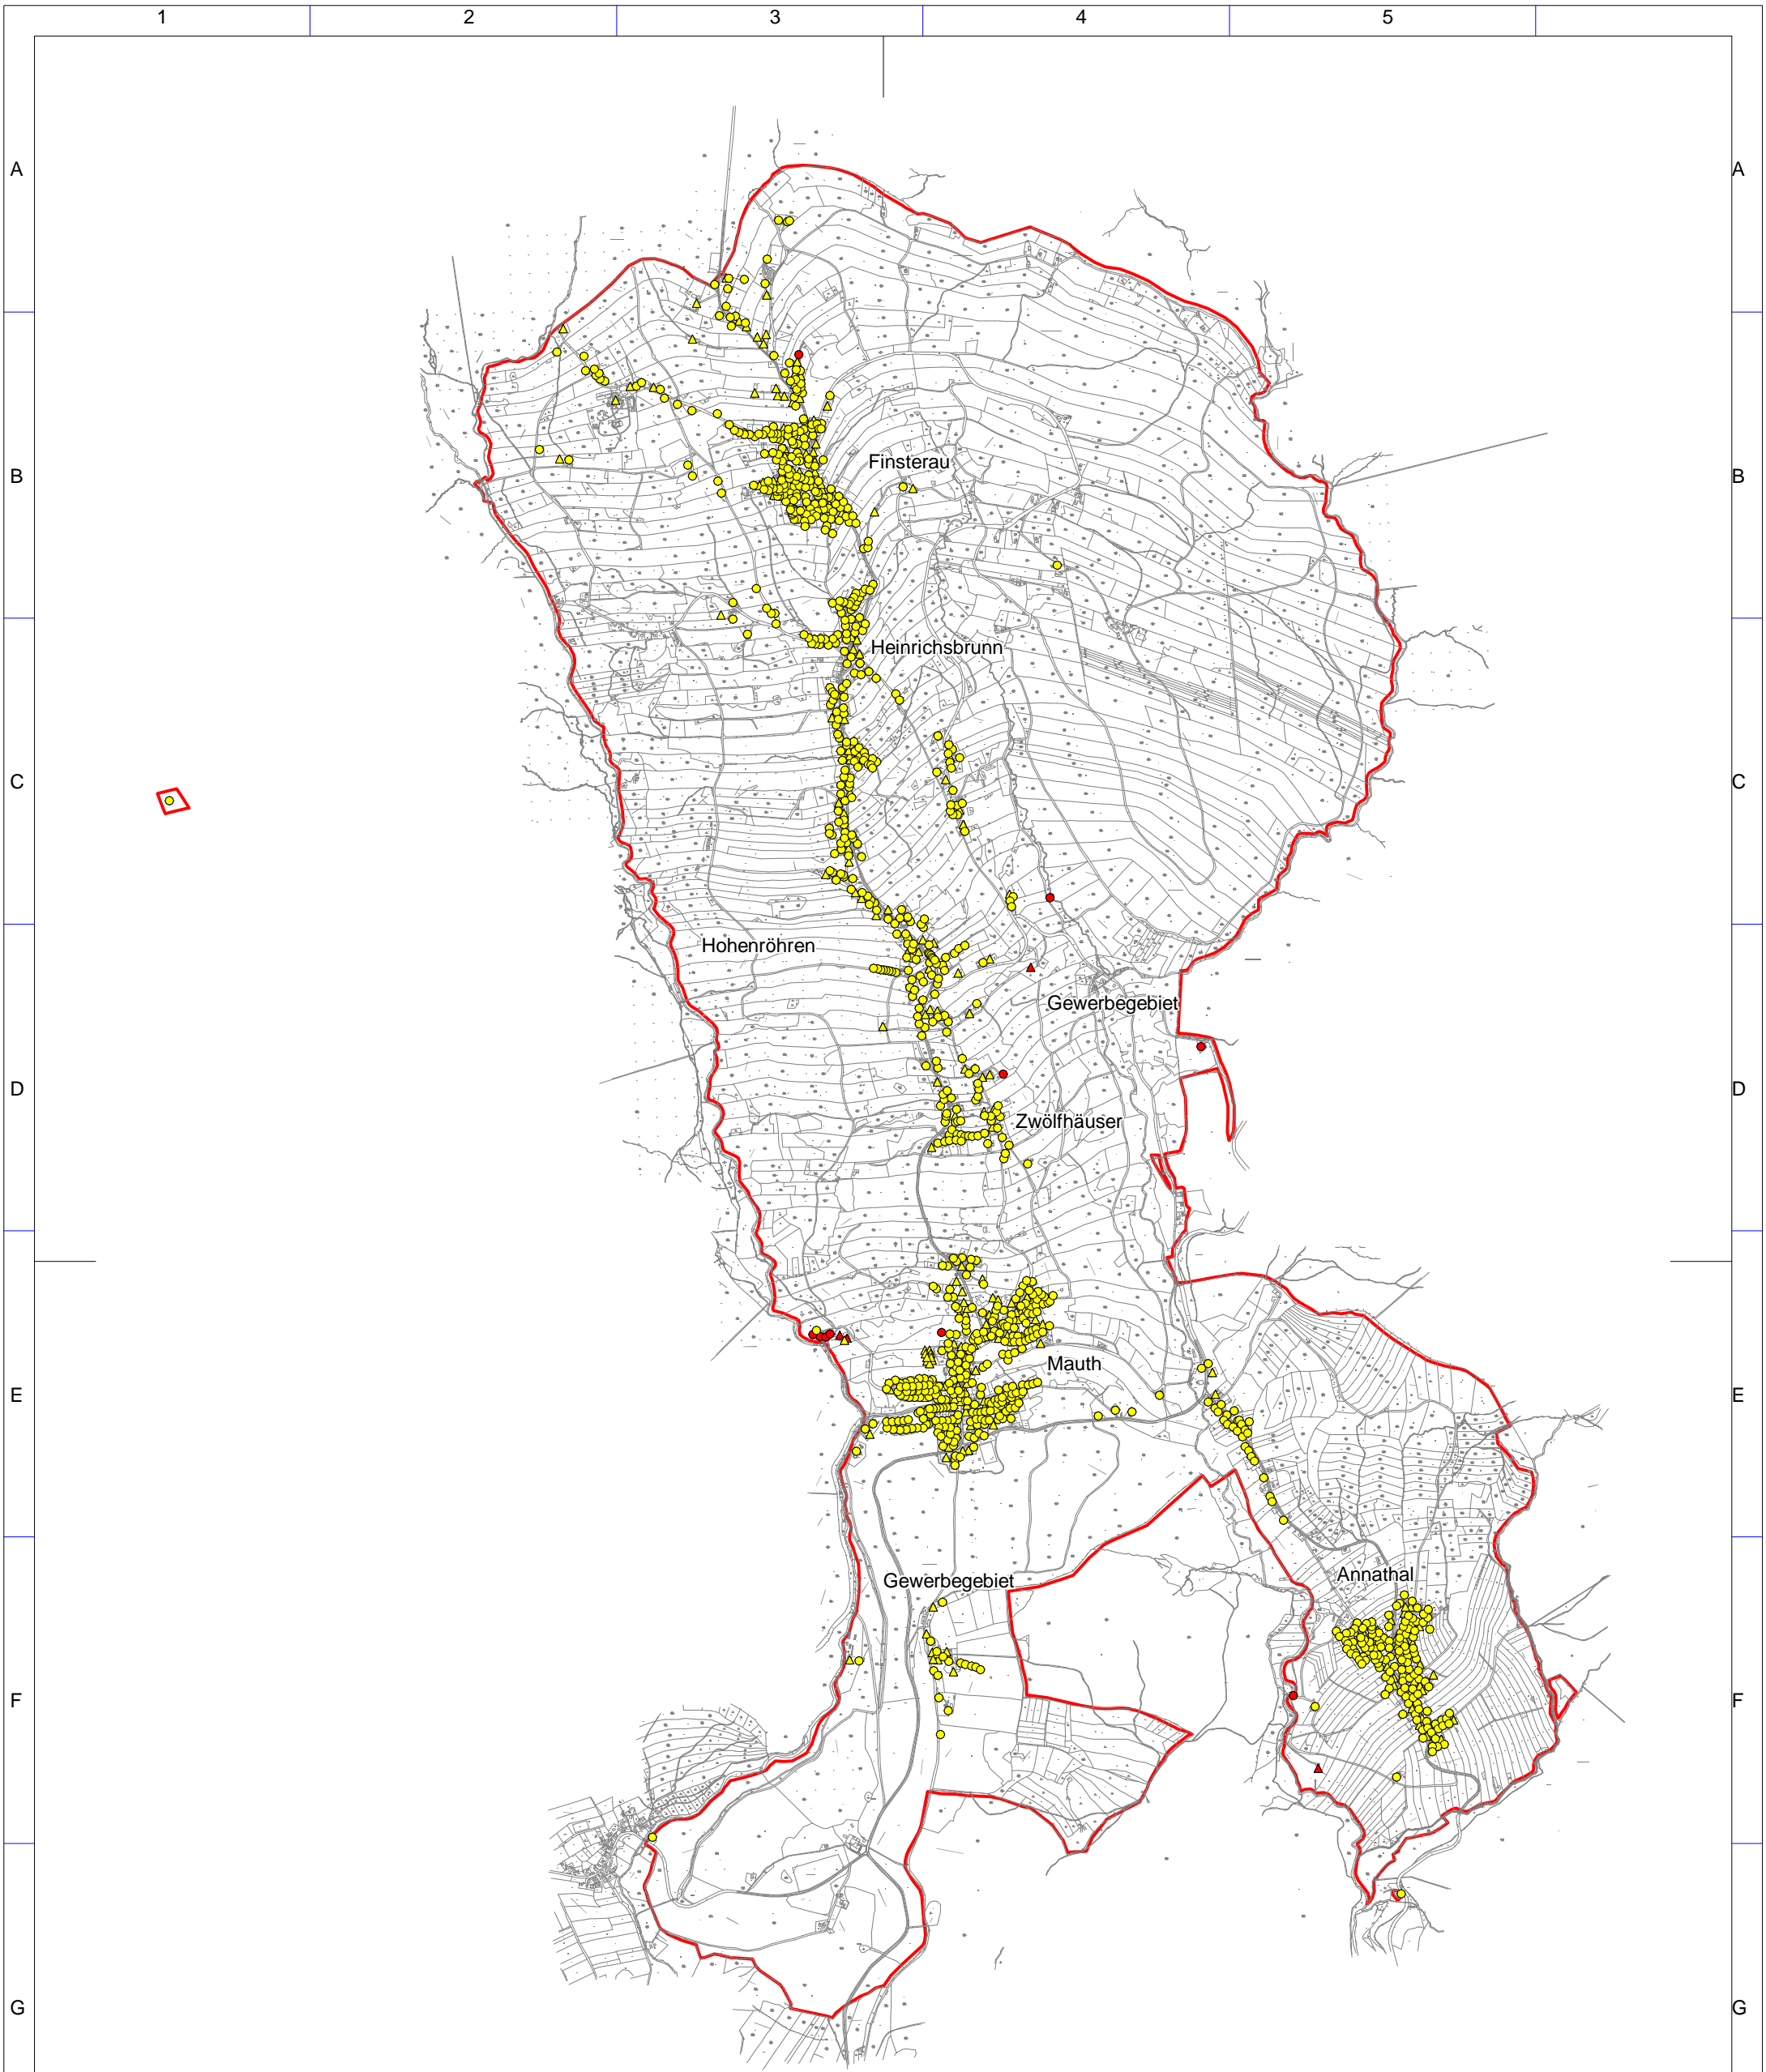 1 2 3 4 5
A A
B B
Finsterau
Heinrichsbrunn
C C
Hohenröhren
Gewerbegebiet
D D
Zwölfhäuser
Mauth
E E
Annathal
Gewerbegebiet
F F
G G